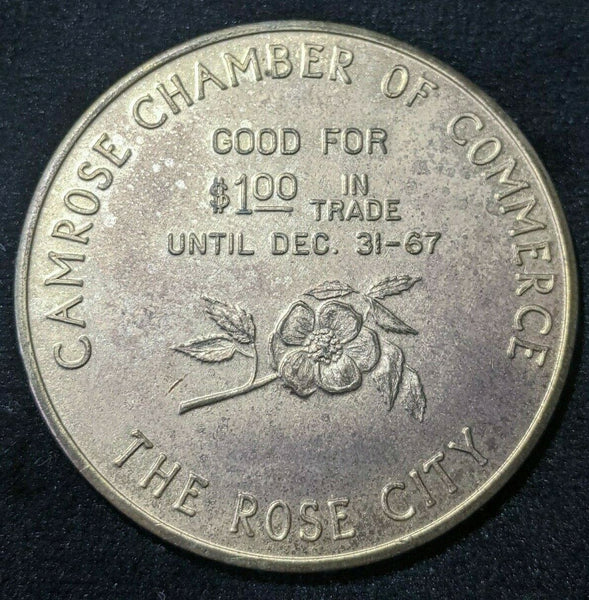 CAMROSE CHAMBER OF COMMERCE
GOOD FOR
$1.00 IN TRADE
UNTIL DEC. 31-67
THE ROSE CITY